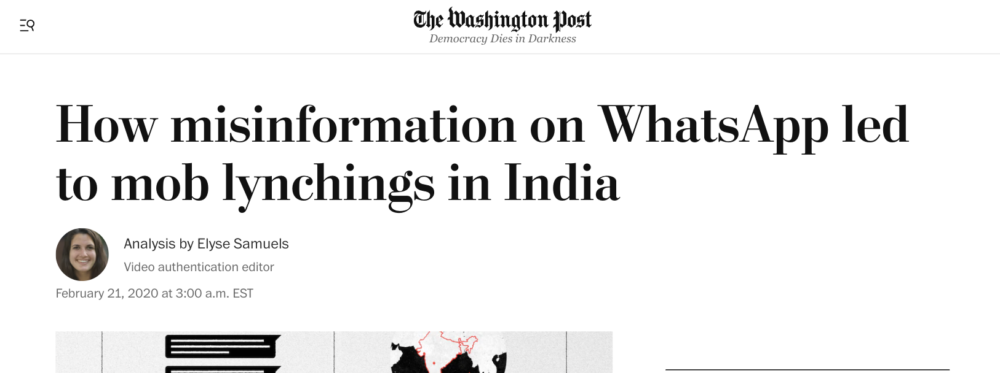 The Washington Post
Democracy Dies in Darkness
How misinformation on WhatsApp led
to mob lynchings in India
Analysis by Elyse Samuels
Video authentication editor
February 21, 2020 at 3:00 a.m. EST